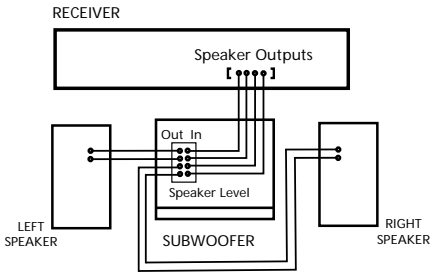 RECEIVER
Speaker Outputs
Out In
Speaker Level
LEFT
SPEAKER
SUBWOOFER
RIGHT
SPEAKER